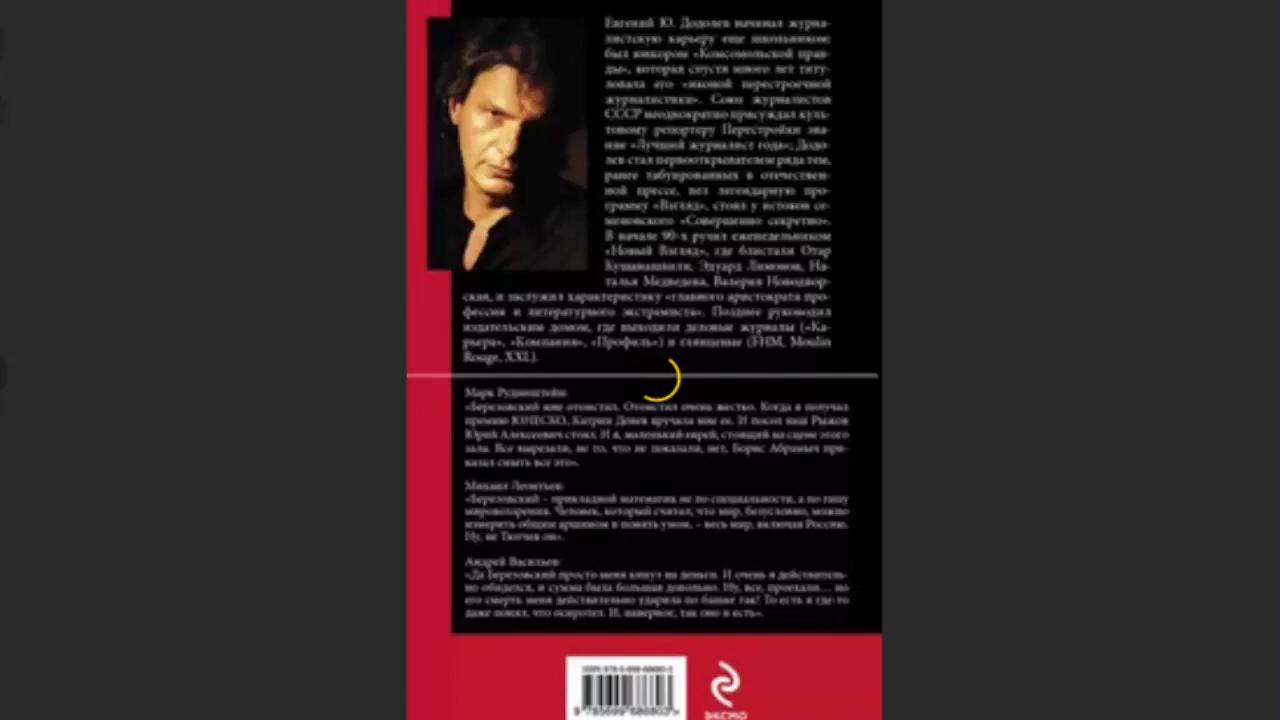 Евгений Ю. Додолев начинал журна-
листскую карьеру еще школьником:
был юнкором «Комсомольской прав-
ды», которая спустя много лет титу-
ловала его «иконой перестроечной
журналистики». Союз журналистов
СССР неоднократно присуждал куль-
товому репортеру Перестройки зва-
ние «Лучший журналист года»; Додо-
лев стал первооткрывателем ряда тем,
ранее табуированных в отечествен-
ной прессе, вел легендарную про-
грамму «Взгляд», стоял у истоков се-
меновского «Совершенно секретно».
В начале 90-х рулил еженедельником
«Новый Взгляд», где блистали Отар
Кушанашвили, Эдуард Лимонов, На-
талья Медведева, Валерия Новодвор-
ская, и заслужил характеристику «главного аристократа про-
фессии и литературного экстремиста». Позднее руководил
издательским домом, где выходили деловые журналы («Ка-
рьера», «Компания», «Профиль») и глянцевые (FHM, Moulin
Rouge, XXL).
Марк Рудинштейн:
«Березовский мне отомстил. Отомстил очень жестко. Когда я получал
премию ЮНЕСКО, Катрин Денев вручала мне ее. И посол наш Рыжов
Юрий Алексеевич стоял. И я, маленький еврей, стоящий на сцене этого
зала. Все вырезали, не то, что не показали, нет, Борис Абрамыч при-
казал смыть все это».
Михаил Леонтьев:
«Березовский – прикладной математик не по специальности, а по типу
мировоззрения. Человек, который считал, что мир, безусловно, можно
измерить общим аршином и понять умом, – весь мир, включая Россию.
Ну, не Тютчев он».
Андрей Васильев:
«Да Березовский просто меня кинул на деньги. И очень я действитель-
но обиделся, и сумма была большая довольно. Ну, все, проехали… но
его смерть меня действительно ударила по башке так! То есть я где-то
даже понял, что осиротел. И, наверное, так оно и есть».
ISBN 978-5-699-68680-3
9 785699 686803 >
ЭКСМО